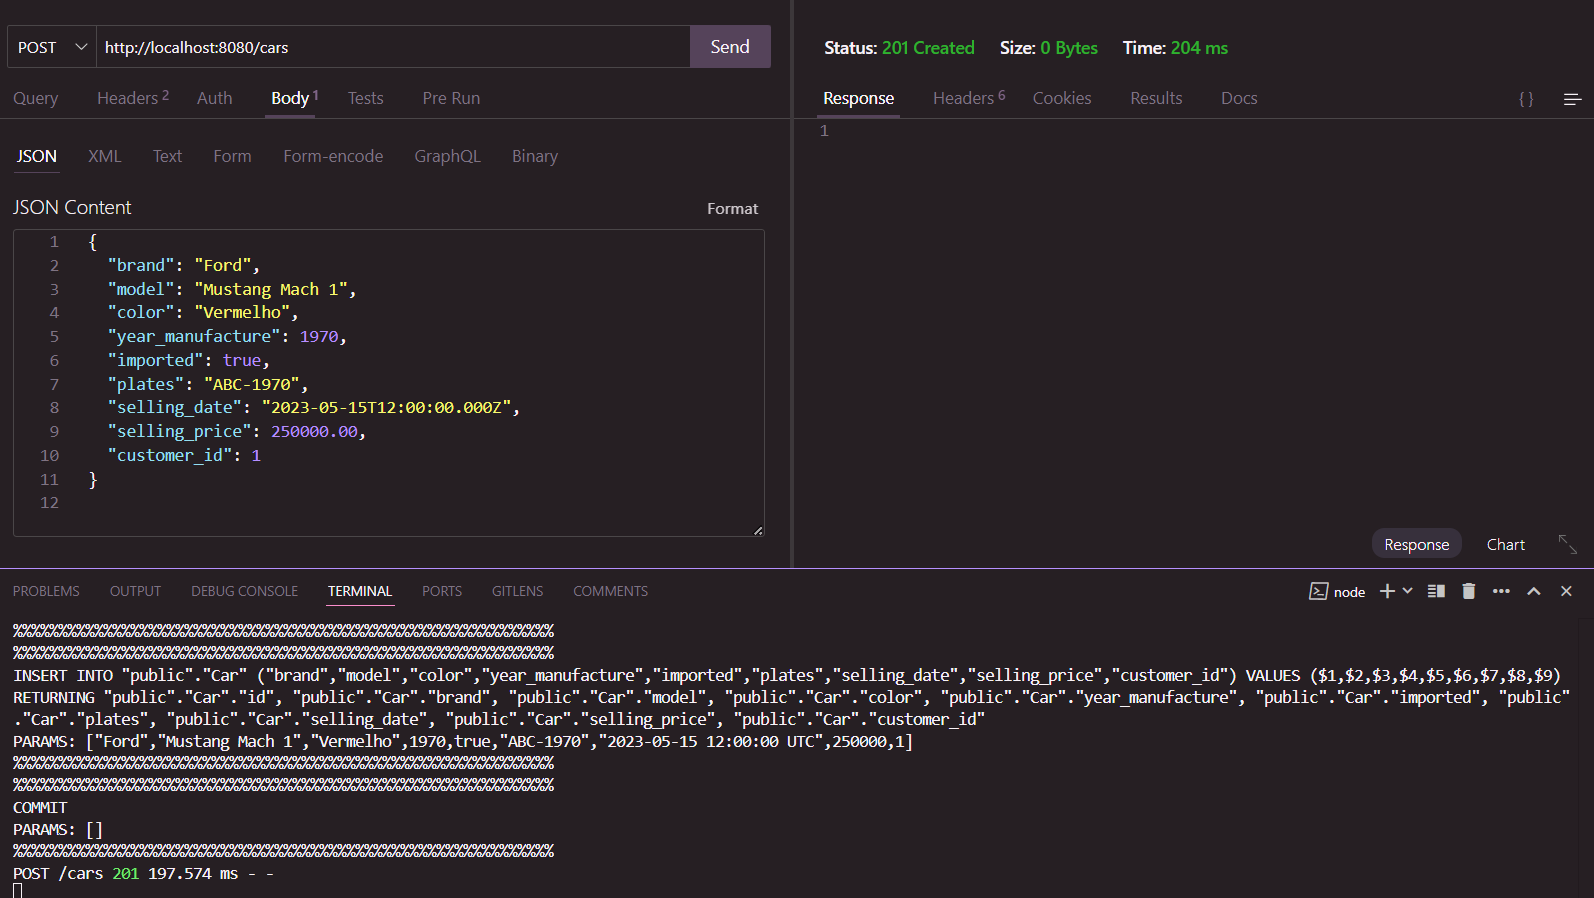 POST http://localhost:8080/cars Send
Query Headers 2 Auth Body 1 Tests Pre Run
JSON XML Text Form Form-encode GraphQL Binary
JSON Content Format
1 {
2 "brand": "Ford",
3 "model": "Mustang Mach 1",
4 "color": "Vermelho",
5 "year_manufacture": 1970,
6 "imported": true,
7 "plates": "ABC-1970",
8 "selling_date": "2023-05-15T12:00:00.000Z",
9 "selling_price": 250000.00,
10 "customer_id": 1
11 }
12
Status: 201 Created Size: 0 Bytes Time: 204 ms
Response Headers 6 Cookies Results Docs { }
1
Response Chart
PROBLEMS OUTPUT DEBUG CONSOLE TERMINAL PORTS GITLENS COMMENTS node
%%%%%%%%%%%%%%%%%%%%%%%%%%%%%%%%%%%%%%%%%%%%%%%%%%%%%%%%%%%%
%%%%%%%%%%%%%%%%%%%%%%%%%%%%%%%%%%%%%%%%%%%%%%%%%%%%%%%%%%%%
INSERT INTO "public"."Car" ("brand","model","color","year_manufacture","imported","plates","selling_date","selling_price","customer_id") VALUES ($1,$2,$3,$4,$5,$6,$7,$8,$9)
RETURNING "public"."Car"."id", "public"."Car"."brand", "public"."Car"."model", "public"."Car"."color", "public"."Car"."year_manufacture", "public"."Car"."imported", "public"
."Car"."plates", "public"."Car"."selling_date", "public"."Car"."selling_price", "public"."Car"."customer_id"
PARAMS: ["Ford","Mustang Mach 1","Vermelho",1970,true,"ABC-1970","2023-05-15 12:00:00 UTC",250000,1]
%%%%%%%%%%%%%%%%%%%%%%%%%%%%%%%%%%%%%%%%%%%%%%%%%%%%%%%%%%%%
%%%%%%%%%%%%%%%%%%%%%%%%%%%%%%%%%%%%%%%%%%%%%%%%%%%%%%%%%%%%
COMMIT
PARAMS: []
%%%%%%%%%%%%%%%%%%%%%%%%%%%%%%%%%%%%%%%%%%%%%%%%%%%%%%%%%%%%
POST /cars 201 197.574 ms - -